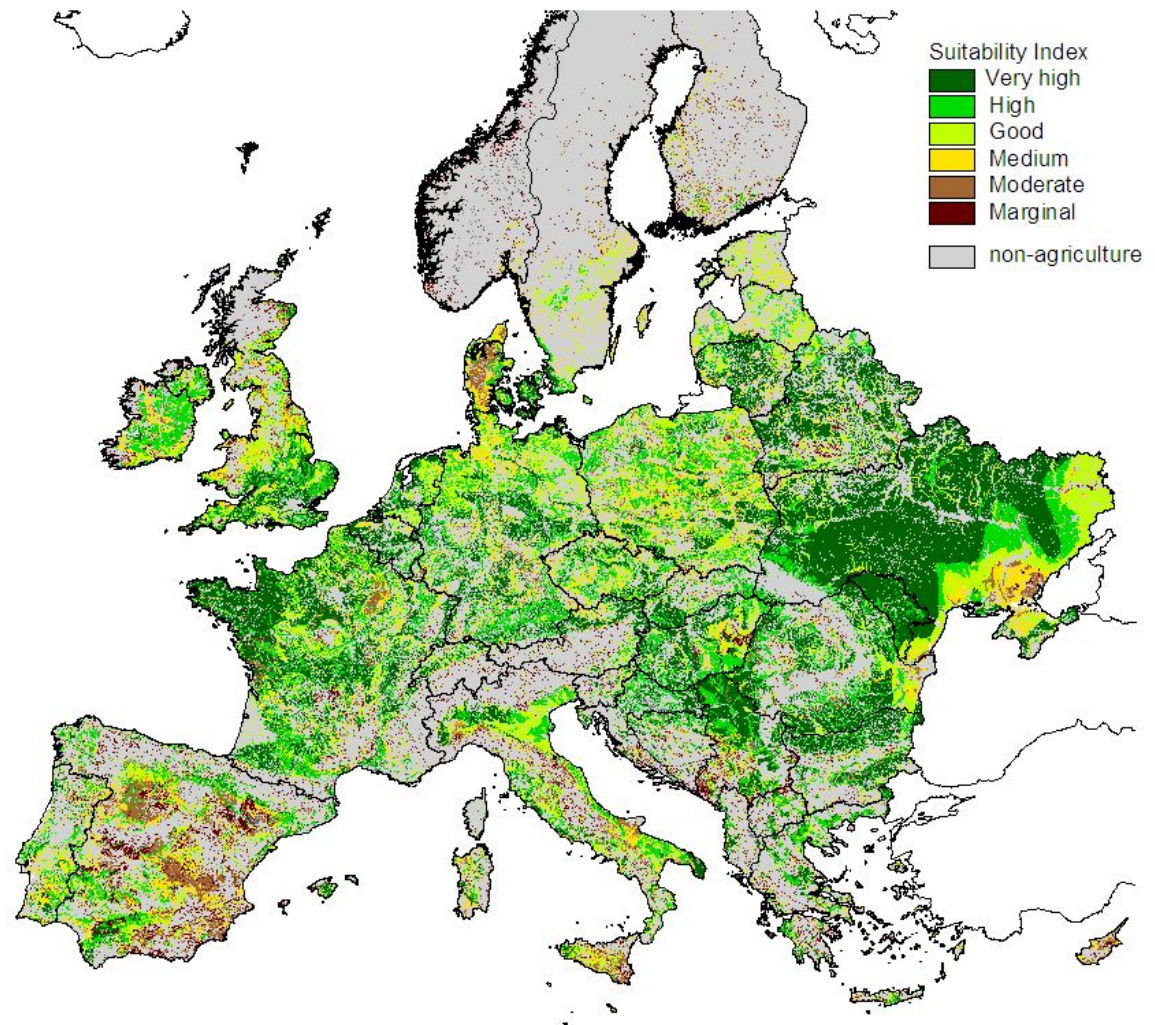 Suitability Index
Very high
High
Good
Medium
Moderate
Marginal
non-agriculture